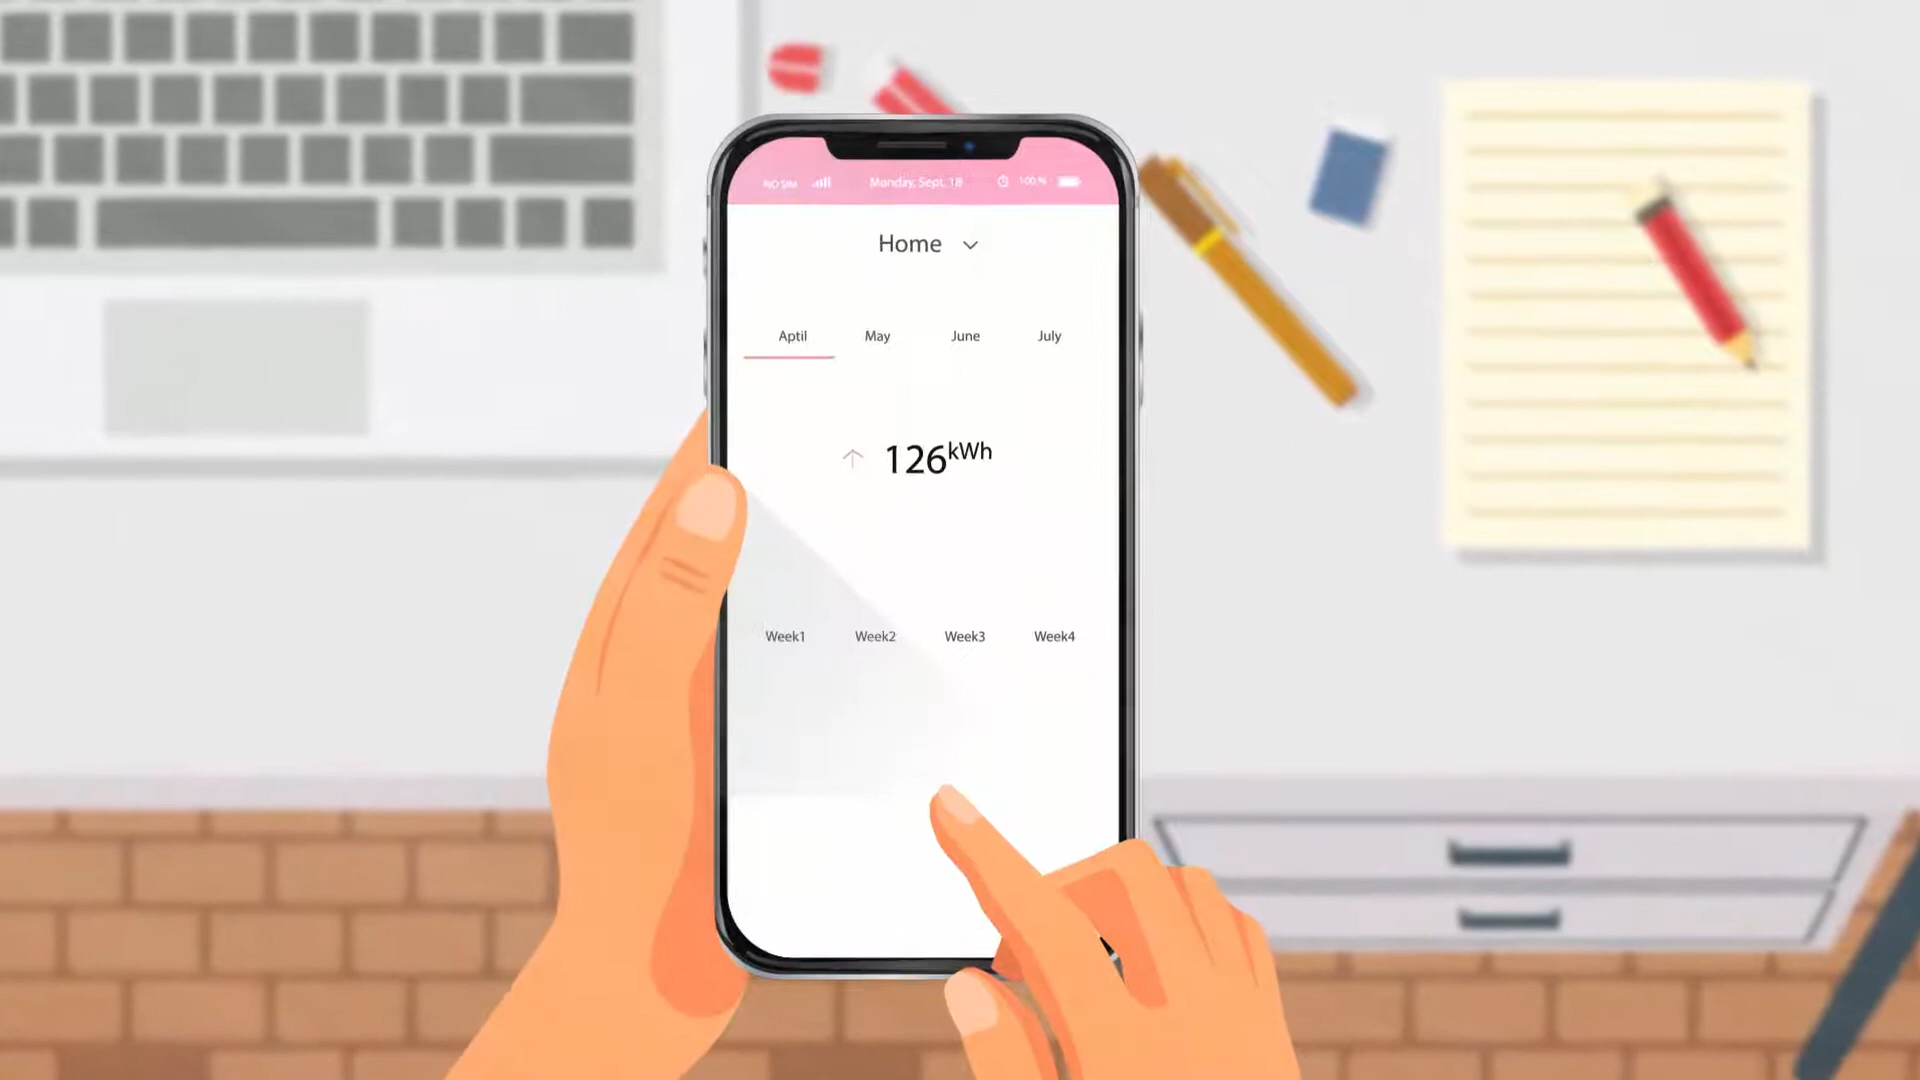 NO SIM Monday, Sept. 18 100 %
Home
Aptil May June July
126kWh
Week1 Week2 Week3 Week4